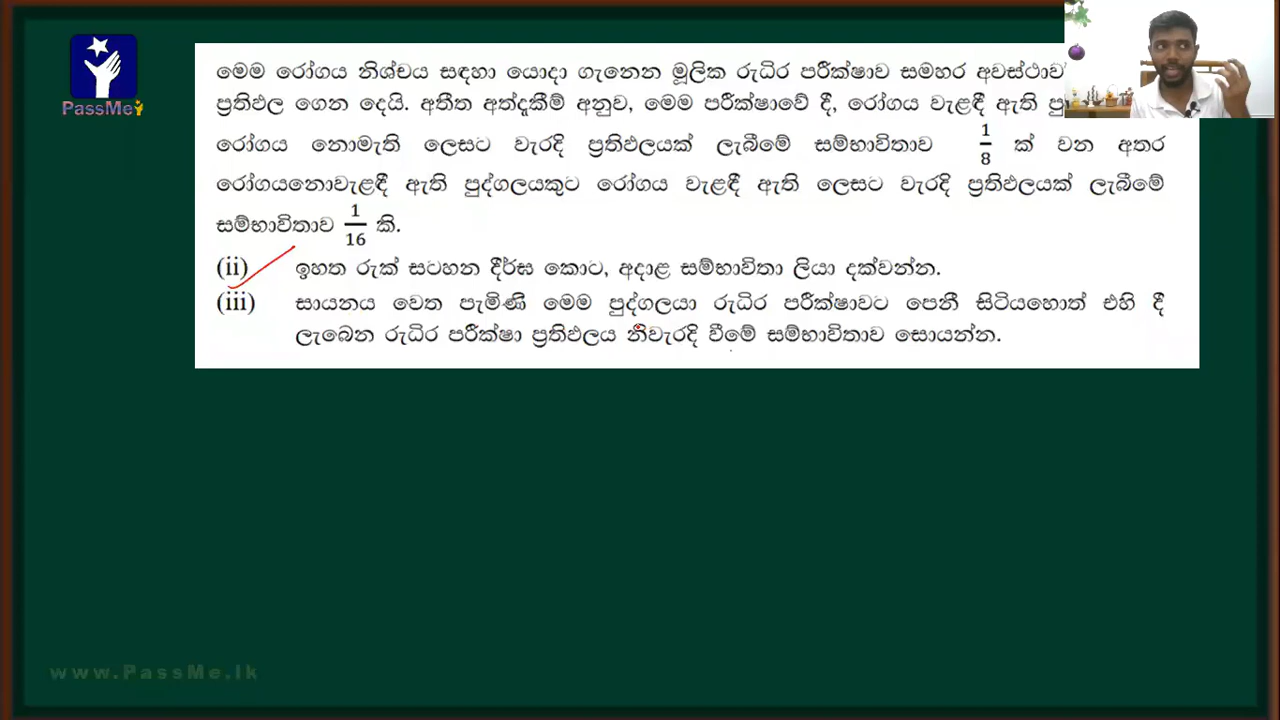 PassMe
මෙම රෝගය නිශ්චය සඳහා යොදා ගැනෙන මූලික රුධිර පරීක්ෂාව සමහර
ප්‍රතිඵල ගෙන දෙයි. අතීත අත්දැකීම් අනුව, මෙම පරීක්ෂාවේ දී, රෝගය වැළඳී ඇති
රෝගය නොමැති ලෙසට වැරදි ප්‍රතිඵලයක් ලැබීමේ සම්භාවිතාව 1/8 ක් වන අතර
රෝගයනොවැළඳී ඇති පුද්ගලයකුට රෝගය වැළඳී ඇති ලෙසට වැරදි ප්‍රතිඵලයක් ලැබීමේ
සම්භාවිතාව 1/16 කි.
(ii) ඉහත රුක් සටහන දීර්ඝ කොට, අදාළ සම්භාවිතා ලියා දක්වන්න.
(iii) සායනය වෙත පැමිණි මෙම පුද්ගලයා රුධිර පරීක්ෂාවට පෙනී සිටියහොත් එහි දී
ලැබෙන රුධිර පරීක්ෂා ප්‍රතිඵලය නිවැරදි වීමේ සම්භාවිතාව සොයන්න.
www.PassMe.lk